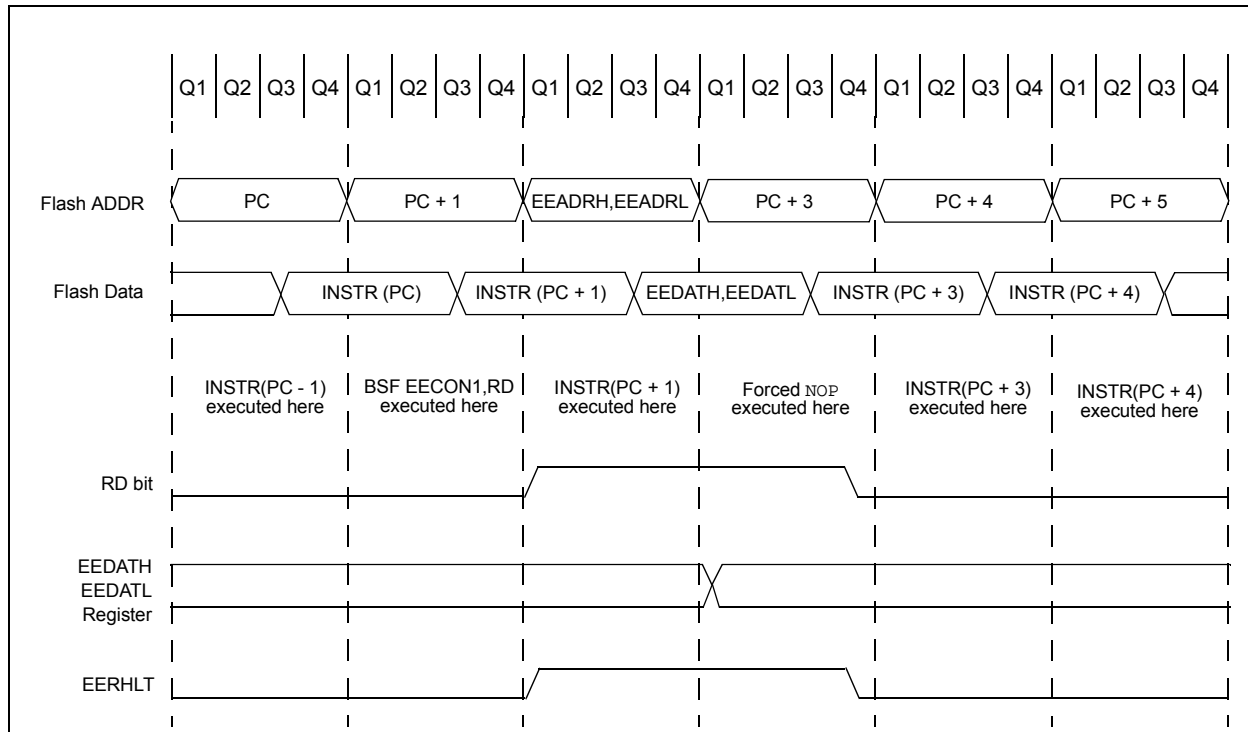 Q1 Q2 Q3 Q4 Q1 Q2 Q3 Q4 Q1 Q2 Q3 Q4 Q1 Q2 Q3 Q4 Q1 Q2 Q3 Q4 Q1 Q2 Q3 Q4
Flash ADDR PC PC + 1 EEADRH,EEADRL PC + 3 PC + 4 PC + 5
Flash Data INSTR (PC) INSTR (PC + 1) EEDATH,EEDATL INSTR (PC + 3) INSTR (PC + 4)
INSTR(PC - 1) BSF EECON1,RD INSTR(PC + 1) Forced NOP INSTR(PC + 3) INSTR(PC + 4)
executed here executed here executed here executed here executed here executed here
RD bit
EEDATH
EEDATL
Register
EERHLT